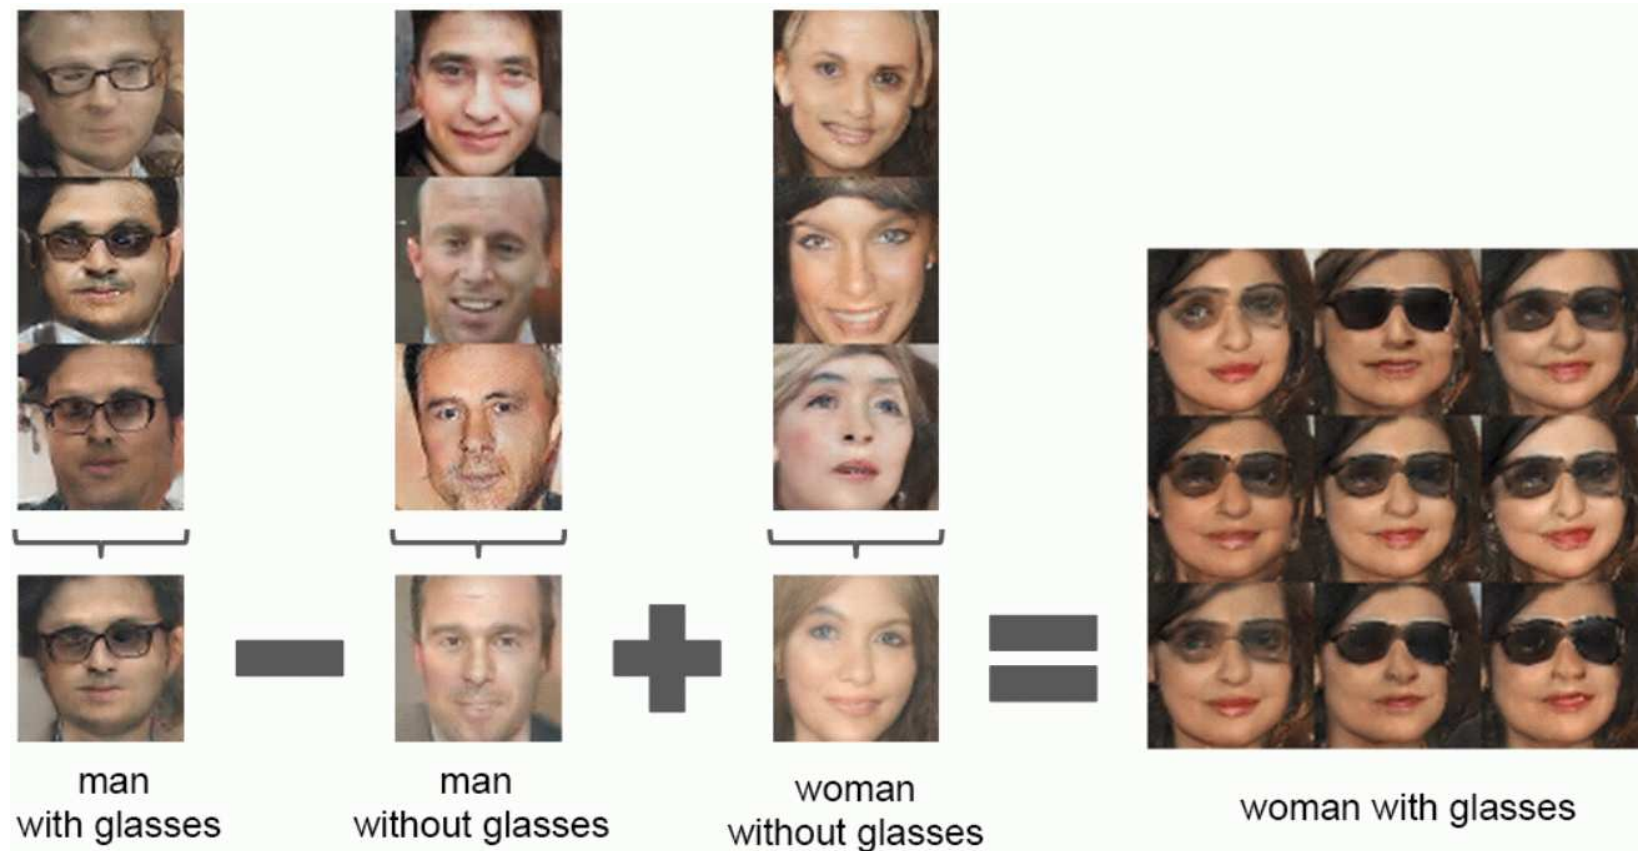 man
with glasses
man
without glasses
woman
without glasses
woman with glasses